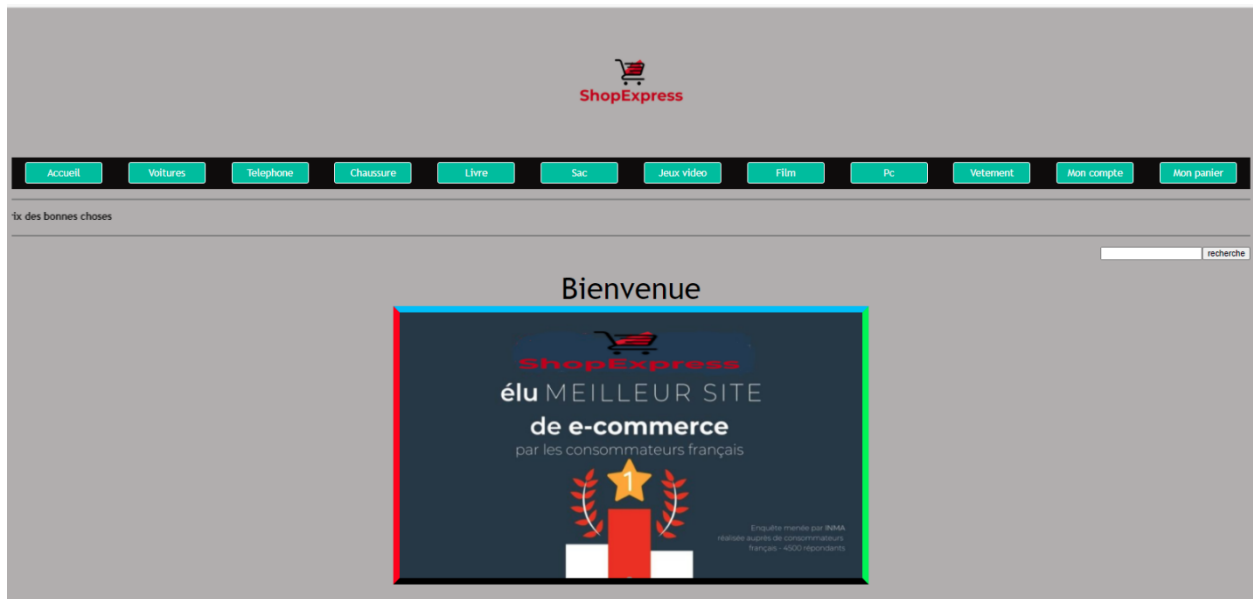 ShopExpress
Accueil Voitures Telephone Chaussure Livre Sac Jeux video Film Pc Vetement Mon compte Mon panier
ix des bonnes choses
recherche
Bienvenue
ShopExpress
élu MEILLEUR SITE
de e-commerce
par les consommateurs français
1
Enquête menée par INMA
réalisée auprès de consommateurs
français - 4500 répondants